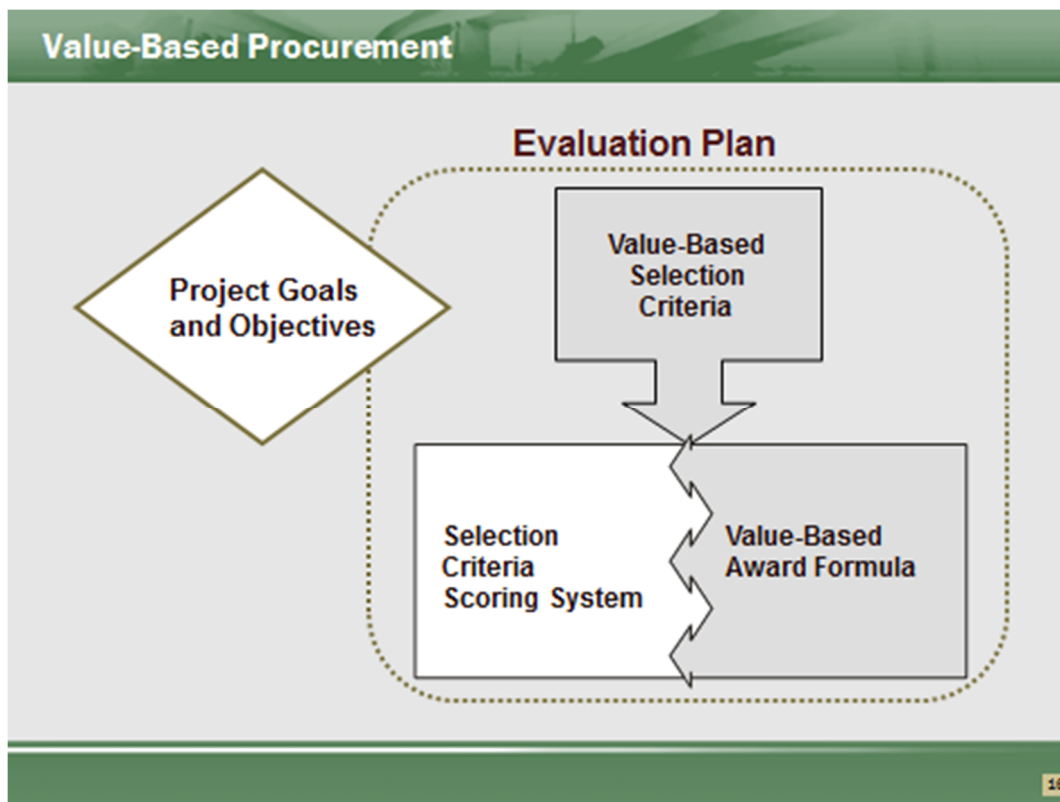 Value-Based Procurement
Evaluation Plan
Project Goals
and Objectives
Value-Based
Selection
Criteria
Selection
Criteria
Scoring System
Value-Based
Award Formula